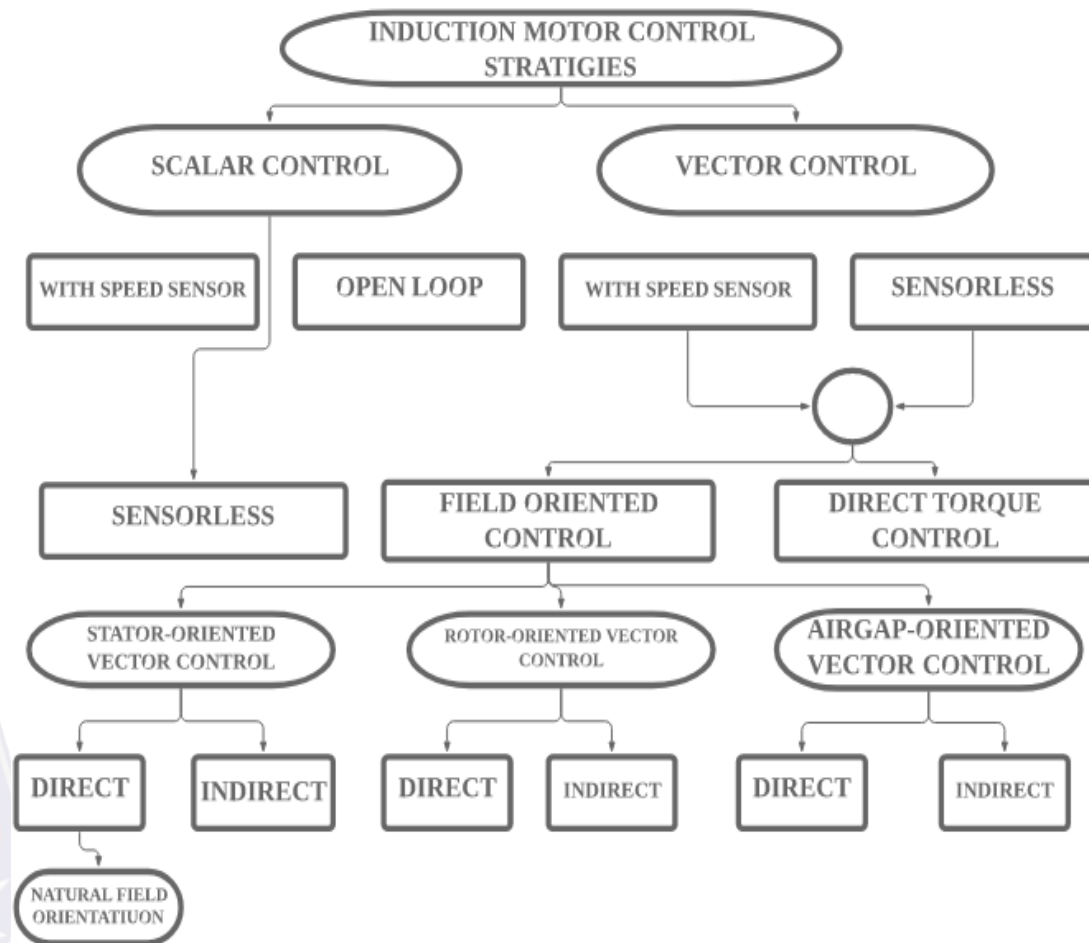 INDUCTION MOTOR CONTROL
STRATIGIES
SCALAR CONTROL
VECTOR CONTROL
WITH SPEED SENSOR
OPEN LOOP
WITH SPEED SENSOR
SENSORLESS
SENSORLESS
FIELD ORIENTED
CONTROL
DIRECT TORQUE
CONTROL
STATOR-ORIENTED
VECTOR CONTROL
ROTOR-ORIENTED VECTOR
CONTROL
AIRGAP-ORIENTED
VECTOR CONTROL
DIRECT
INDIRECT
DIRECT
INDIRECT
DIRECT
INDIRECT
NATURAL FIELD
ORIENTATIUON